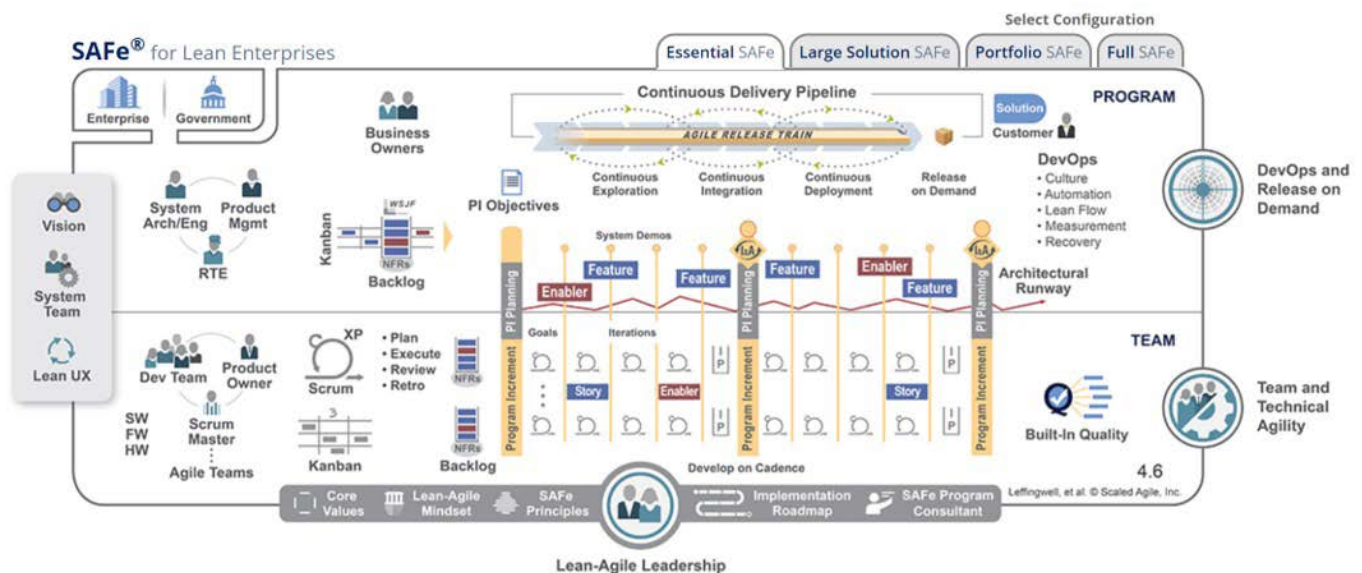 Select Configuration
SAFe® for Lean Enterprises
Essential SAFe
Large Solution SAFe
Portfolio SAFe
Full SAFe
Enterprise
Government
Business
Owners
Continuous Delivery Pipeline
AGILE RELEASE TRAIN
Solution
Customer
PROGRAM
Continuous
Exploration
Continuous
Integration
Continuous
Deployment
Release
on Demand
DevOps
• Culture
• Automation
• Lean Flow
• Measurement
• Recovery
DevOps and
Release on
Demand
Vision
System
Team
Lean UX
System
Arch/Eng
Product
Mgmt
RTE
Kanban
WSJF
NFRs
Backlog
PI Objectives
System Demos
PI Planning
Enabler
Feature
Feature
I&A
PI Planning
Feature
Enabler
Feature
I&A
PI Planning
Architectural
Runway
TEAM
Dev Team
Product
Owner
Scrum
Master
SW
FW
HW
Agile Teams
XP
Scrum
3
Kanban
• Plan
• Execute
• Review
• Retro
NFRs
NFRs
Backlog
Program Increment
Goals
Iterations
Story
Enabler
I P
I P
Program Increment
Story
I P
I P
Program Increment
Built-In Quality
Team and
Technical
Agility
Develop on Cadence
4.6
Leffingwell, et al. © Scaled Agile, Inc.
Core
Values
Lean-Agile
Mindset
SAFe
Principles
Implementation
Roadmap
SAFe Program
Consultant
Lean-Agile Leadership